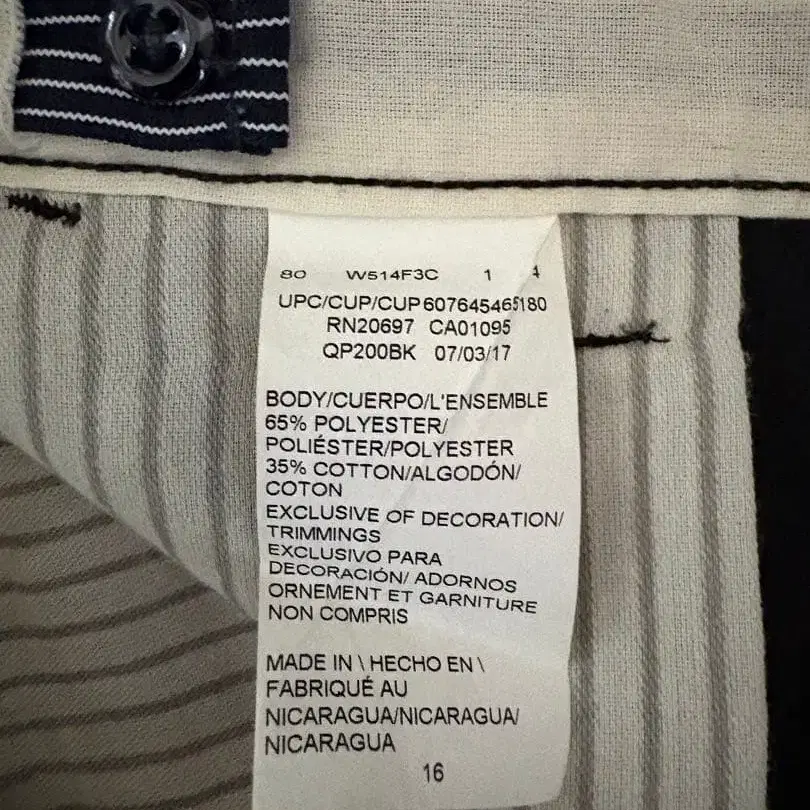 80 W514F3C 1 4
UPC/CUP/CUP 607645465180
RN20697 CA01095
QP200BK 07/03/17
BODY/CUERPO/L'ENSEMBLE
65% POLYESTER/
POLIÉSTER/POLYESTER
35% COTTON/ALGODÓN/
COTON
EXCLUSIVE OF DECORATION/
TRIMMINGS
EXCLUSIVO PARA
DECORACIÓN/ ADORNOS
ORNEMENT ET GARNITURE
NON COMPRIS
MADE IN \ HECHO EN \
FABRIQUÉ AU
NICARAGUA/NICARAGUA/
NICARAGUA
16